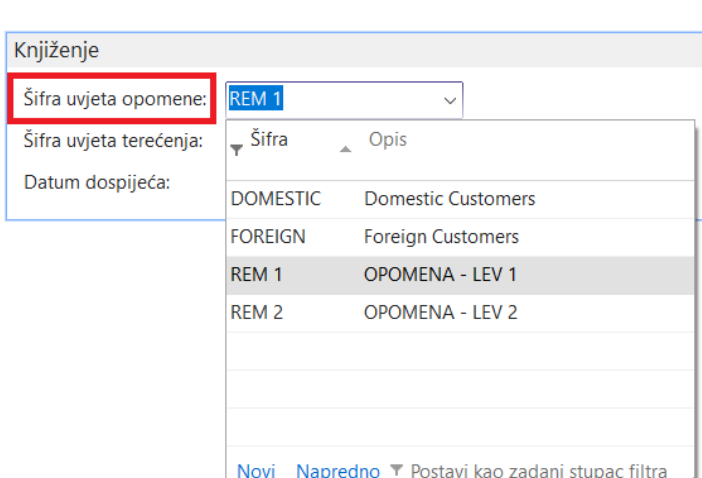 Knjiženje
Šifra uvjeta opomene: REM 1
Šifra uvjeta terećenja:
Datum dospijeća:
Šifra Opis
DOMESTIC Domestic Customers
FOREIGN Foreign Customers
REM 1 OPOMENA - LEV 1
REM 2 OPOMENA - LEV 2
Novi Napredno Postavi kao zadani stupac filtra